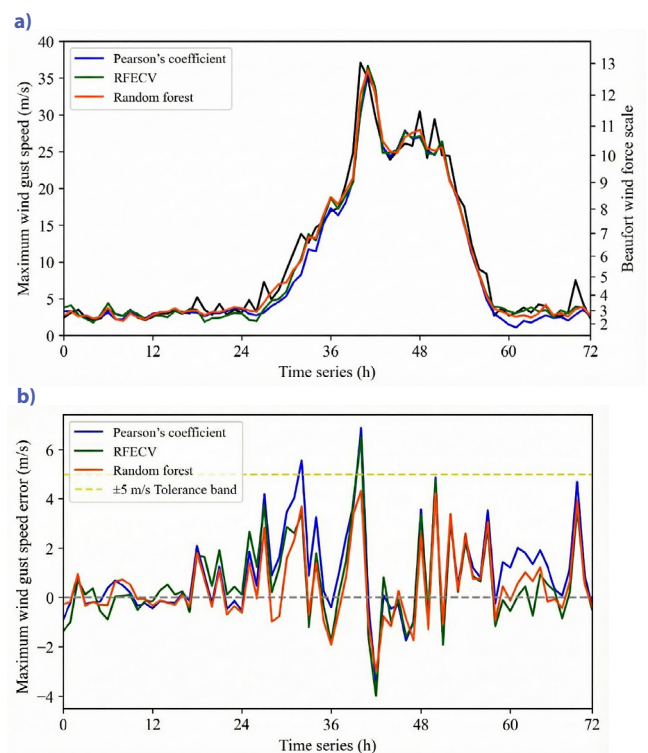 a)
Maximum wind gust speed (m/s)
40
35
30
25
20
15
10
5
0
Pearson's coefficient
RFECV
Random forest
13
12
11
10
9
8
7
6
5
4
3
2
Beaufort wind force scale
0 12 24 36 48 60 72
Time series (h)
b)
Maximum wind gust speed error (m/s)
6
4
2
0
−2
−4
Pearson's coefficient
RFECV
Random forest
±5 m/s Tolerance band
0 12 24 36 48 60 72
Time series (h)